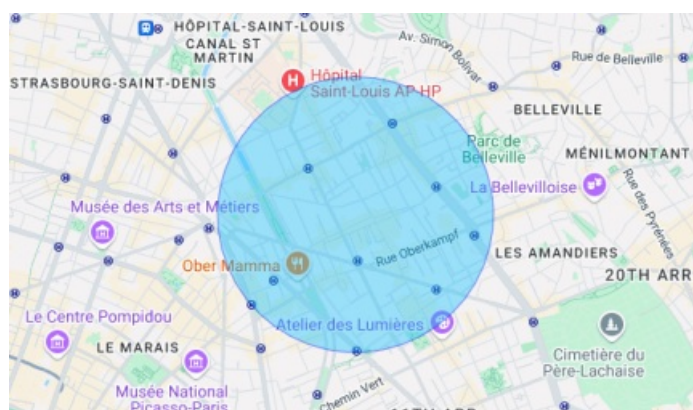 HÔPITAL-SAINT-LOUIS
CANAL ST
MARTIN
Av. Simon Bolivar
Rue de Belleville
STRASBOURG-SAINT-DENIS
H
Hôpital
Saint-Louis AP-HP
BELLEVILLE
Parc de
Belleville
MÉNILMONTANT
La Bellevilloise
Rue des Pyrénées
Musée des Arts et Métiers
Rue Oberkampf
LES AMANDIERS
Ober Mamma
20TH ARR
Le Centre Pompidou
Atelier des Lumières
LE MARAIS
Cimetière du
Père-Lachaise
Musée National
Picasso-Paris
Chemin Vert